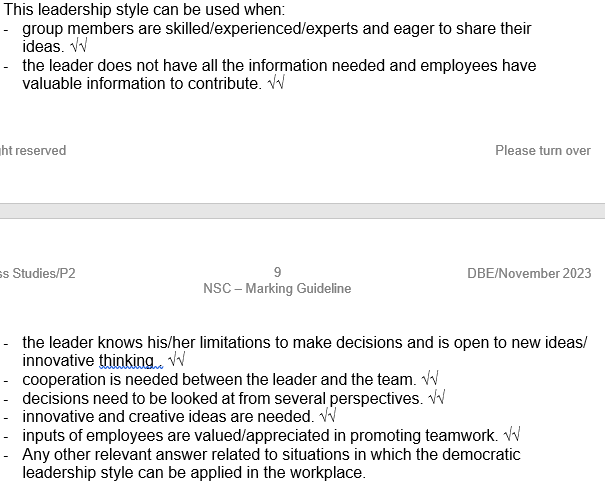 This leadership style can be used when:
- group members are skilled/experienced/experts and eager to share their
ideas. √√
- the leader does not have all the information needed and employees have
valuable information to contribute. √√
ht reserved Please turn over
ss Studies/P2 9 DBE/November 2023
NSC – Marking Guideline
- the leader knows his/her limitations to make decisions and is open to new ideas/
innovative thinking.. √√
- cooperation is needed between the leader and the team. √√
- decisions need to be looked at from several perspectives. √√
- innovative and creative ideas are needed. √√
- inputs of employees are valued/appreciated in promoting teamwork. √√
- Any other relevant answer related to situations in which the democratic
leadership style can be applied in the workplace.